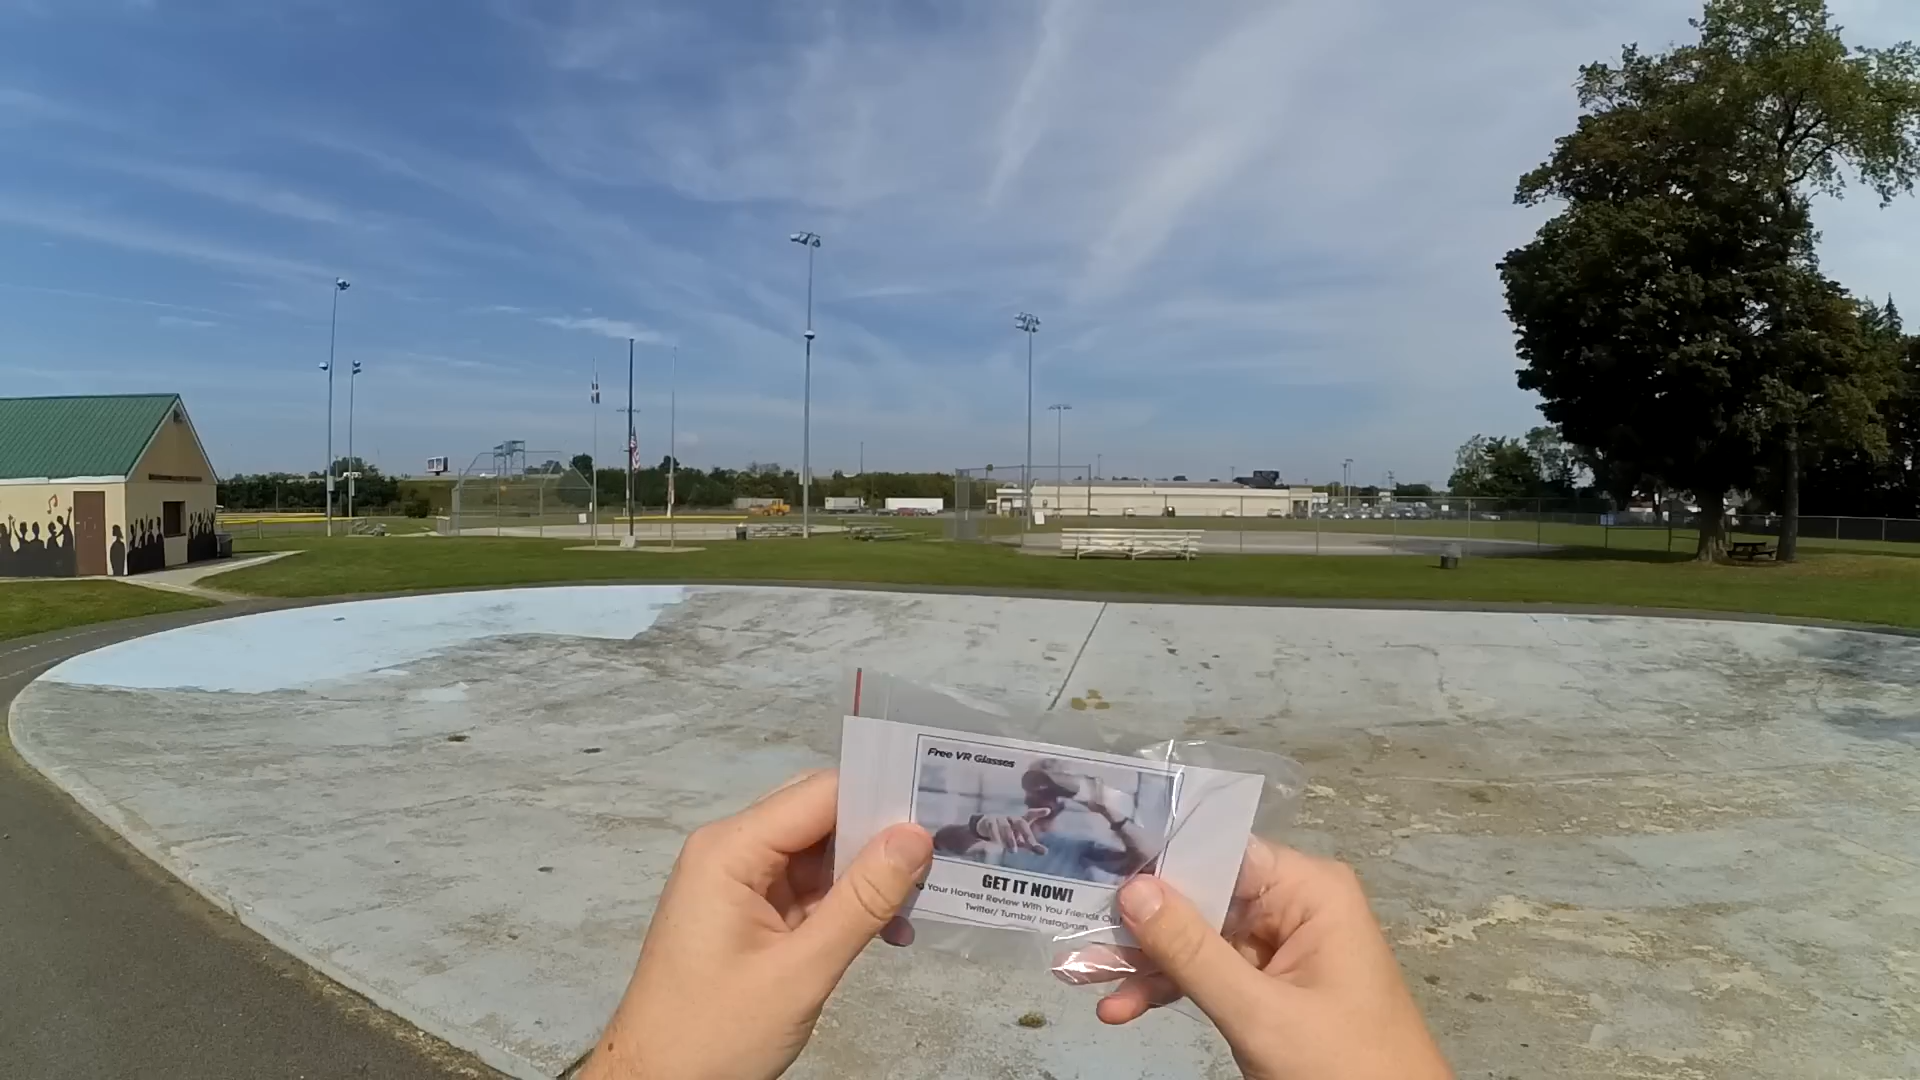 Free VR Glasses
GET IT NOW!
Your Honest Review With You Friends On
Twitter/ Tumblr/ Instagram